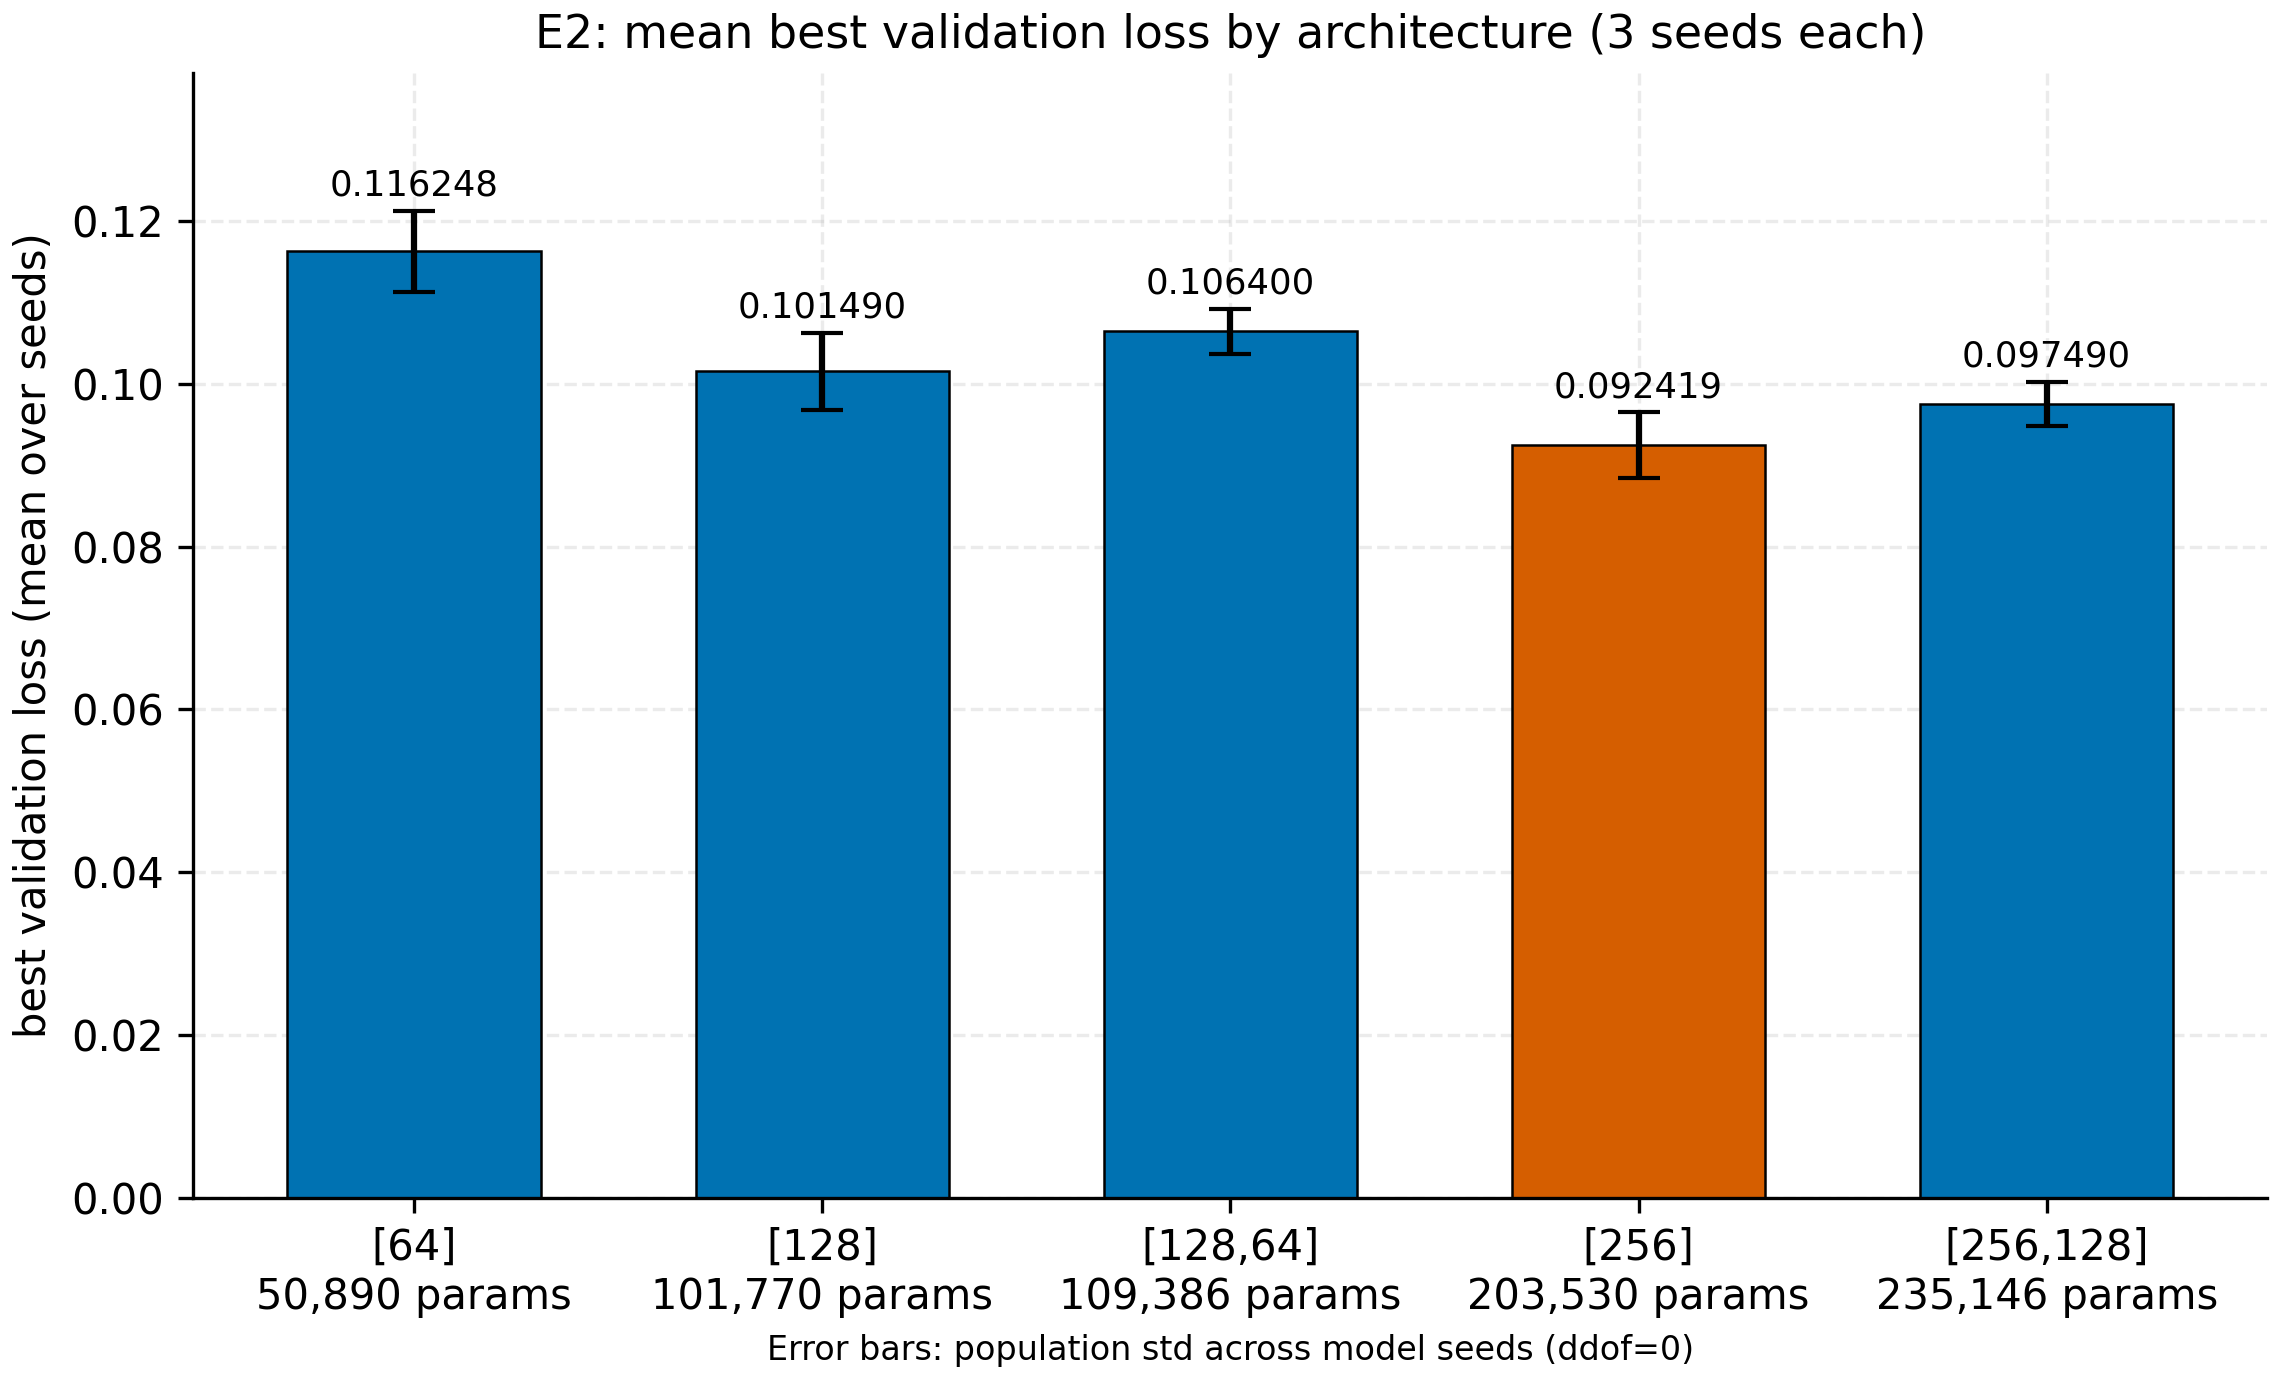 E2: mean best validation loss by architecture (3 seeds each)
best validation loss (mean over seeds)
0.12
0.10
0.08
0.06
0.04
0.02
0.00
0.116248
0.101490
0.106400
0.092419
0.097490
[64]
50,890 params
[128]
101,770 params
[128,64]
109,386 params
[256]
203,530 params
[256,128]
235,146 params
Error bars: population std across model seeds (ddof=0)